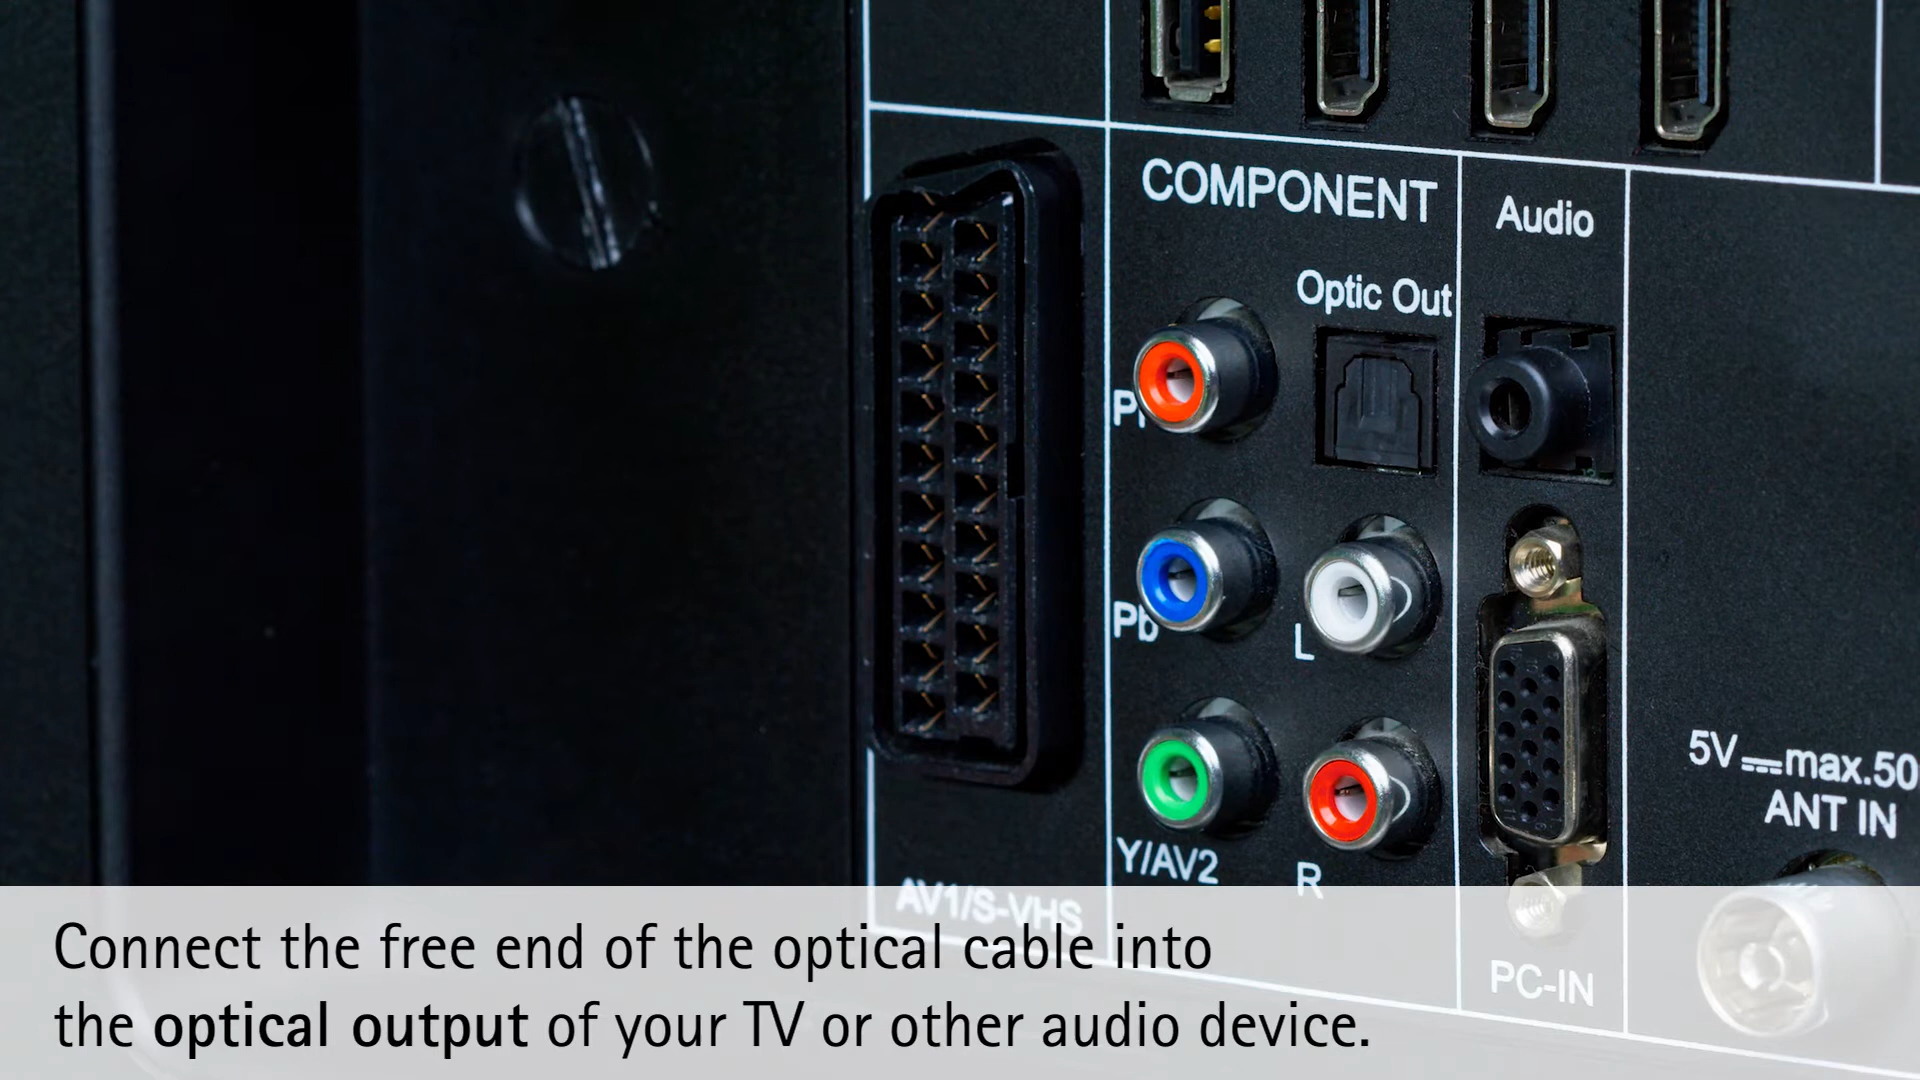 COMPONENT
Audio
Optic Out
Pr
Pb
L
5V⎓max.50
ANT IN
Y/AV2
R
AV1/S-VHS
PC-IN
Connect the free end of the optical cable into
the optical output of your TV or other audio device.